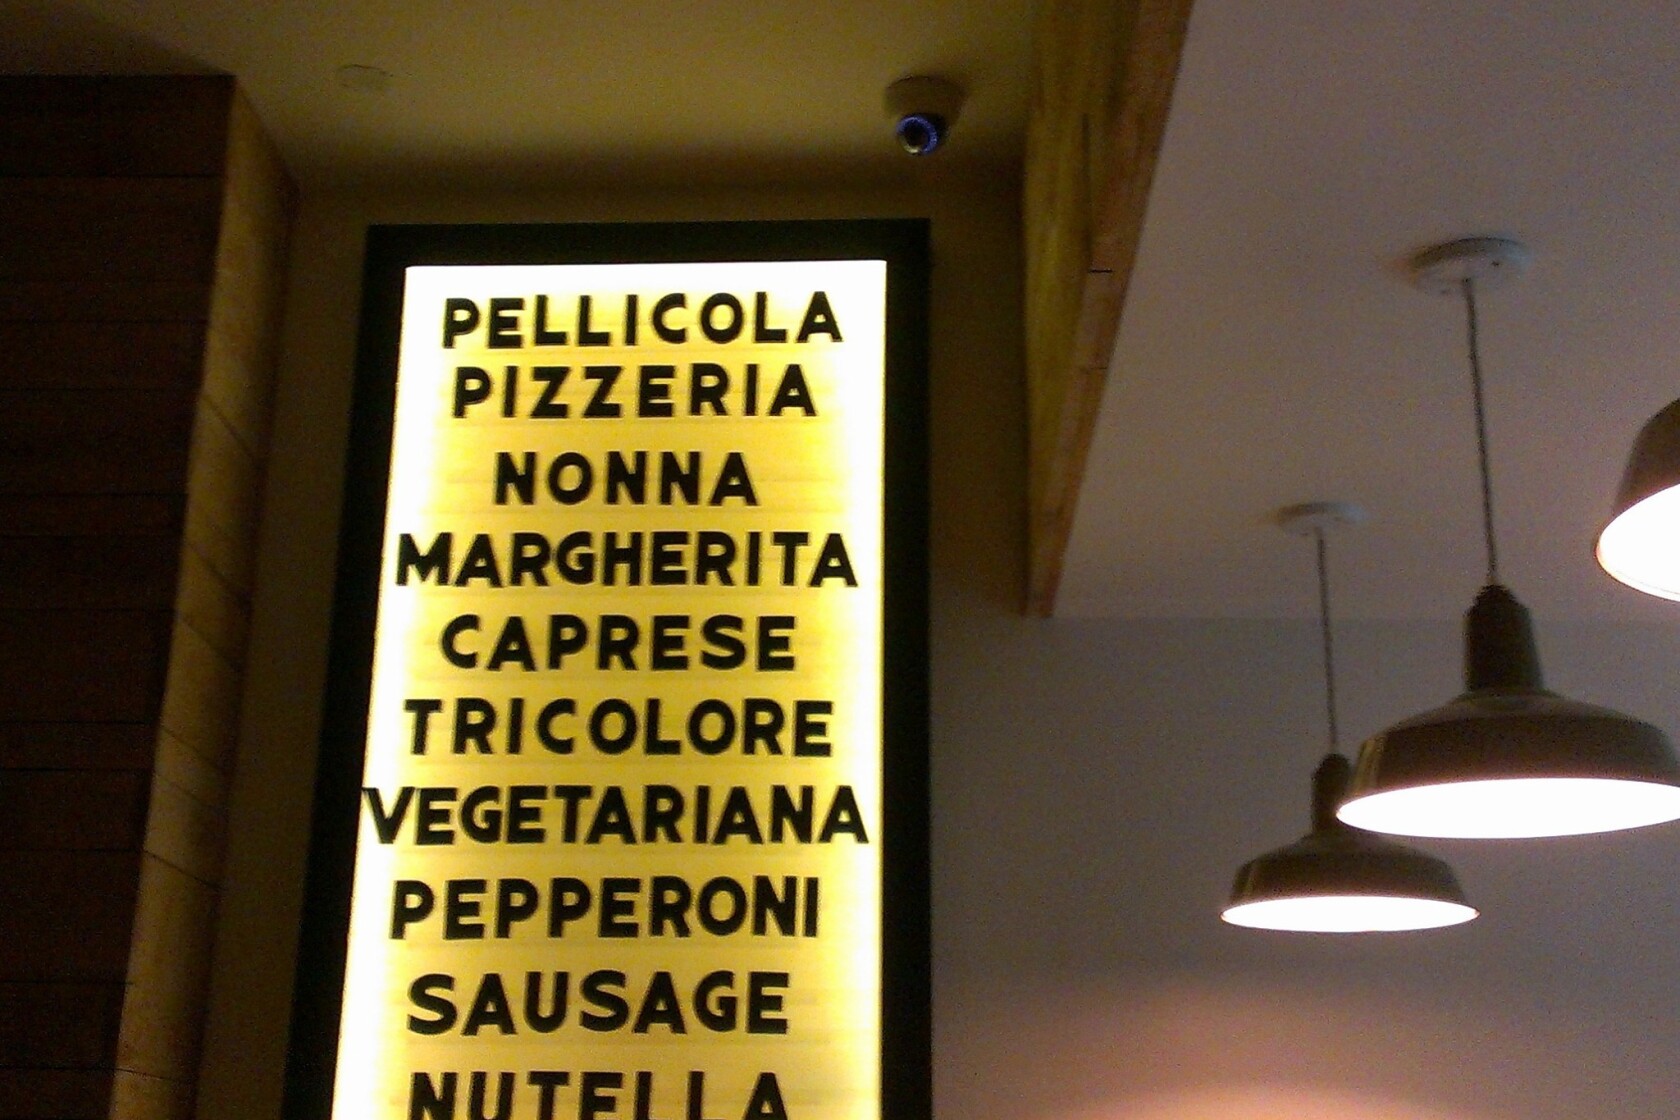 PELLICOLA
PIZZERIA
NONNA
MARGHERITA
CAPRESE
TRICOLORE
VEGETARIANA
PEPPERONI
SAUSAGE
NUTELLA